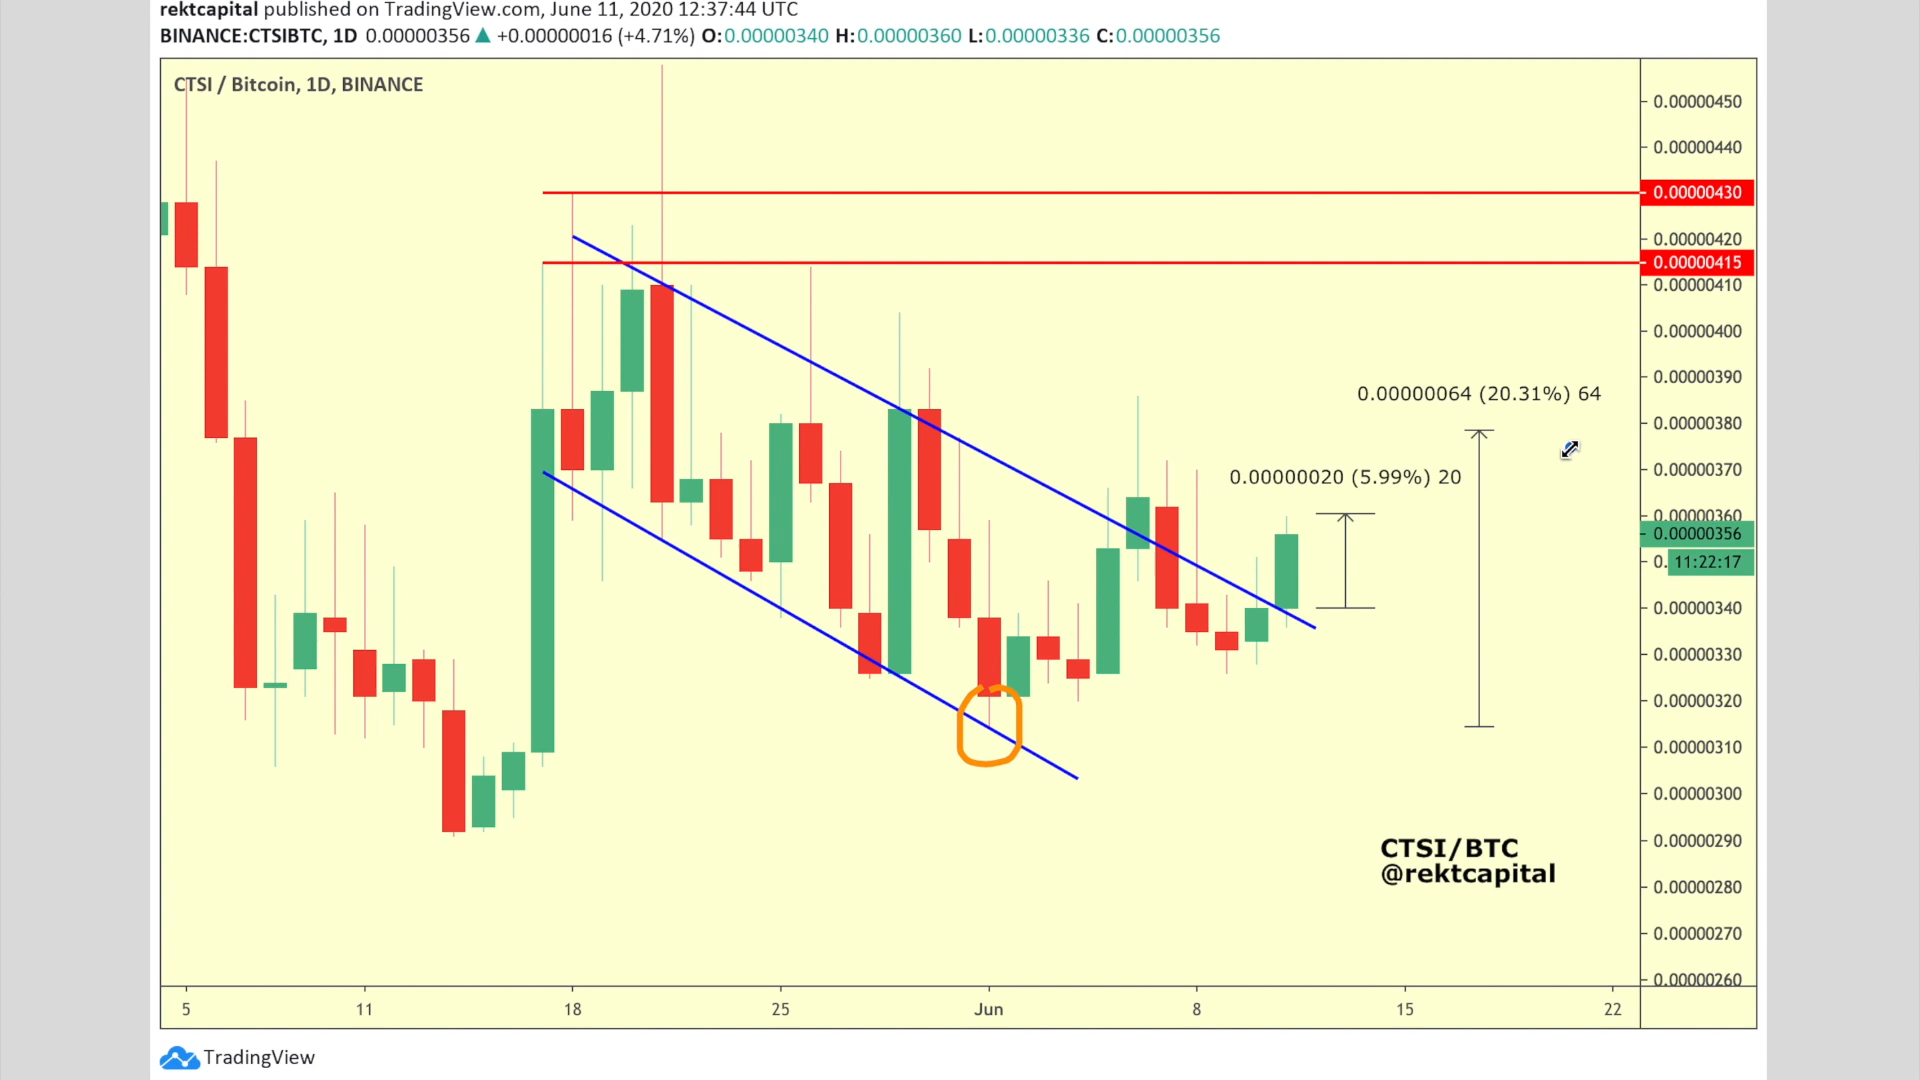 rektcapital published on TradingView.com, June 11, 2020 12:37:44 UTC
BINANCE:CTSIBTC, 1D 0.00000356 ▲ +0.00000016 (+4.71%) O:0.00000340 H:0.00000360 L:0.00000336 C:0.00000356
CTSI / Bitcoin, 1D, BINANCE
0.00000450
0.00000440
0.00000430
0.00000420
0.00000415
0.00000410
0.00000400
0.00000390
0.00000064 (20.31%) 64
0.00000380
0.00000370
0.00000020 (5.99%) 20
0.00000360
0.00000356
0. 11:22:17
0.00000340
0.00000330
0.00000320
0.00000310
0.00000300
0.00000290
CTSI/BTC
@rektcapital
0.00000280
0.00000270
0.00000260
5 11 18 25 Jun 8 15 22
TradingView